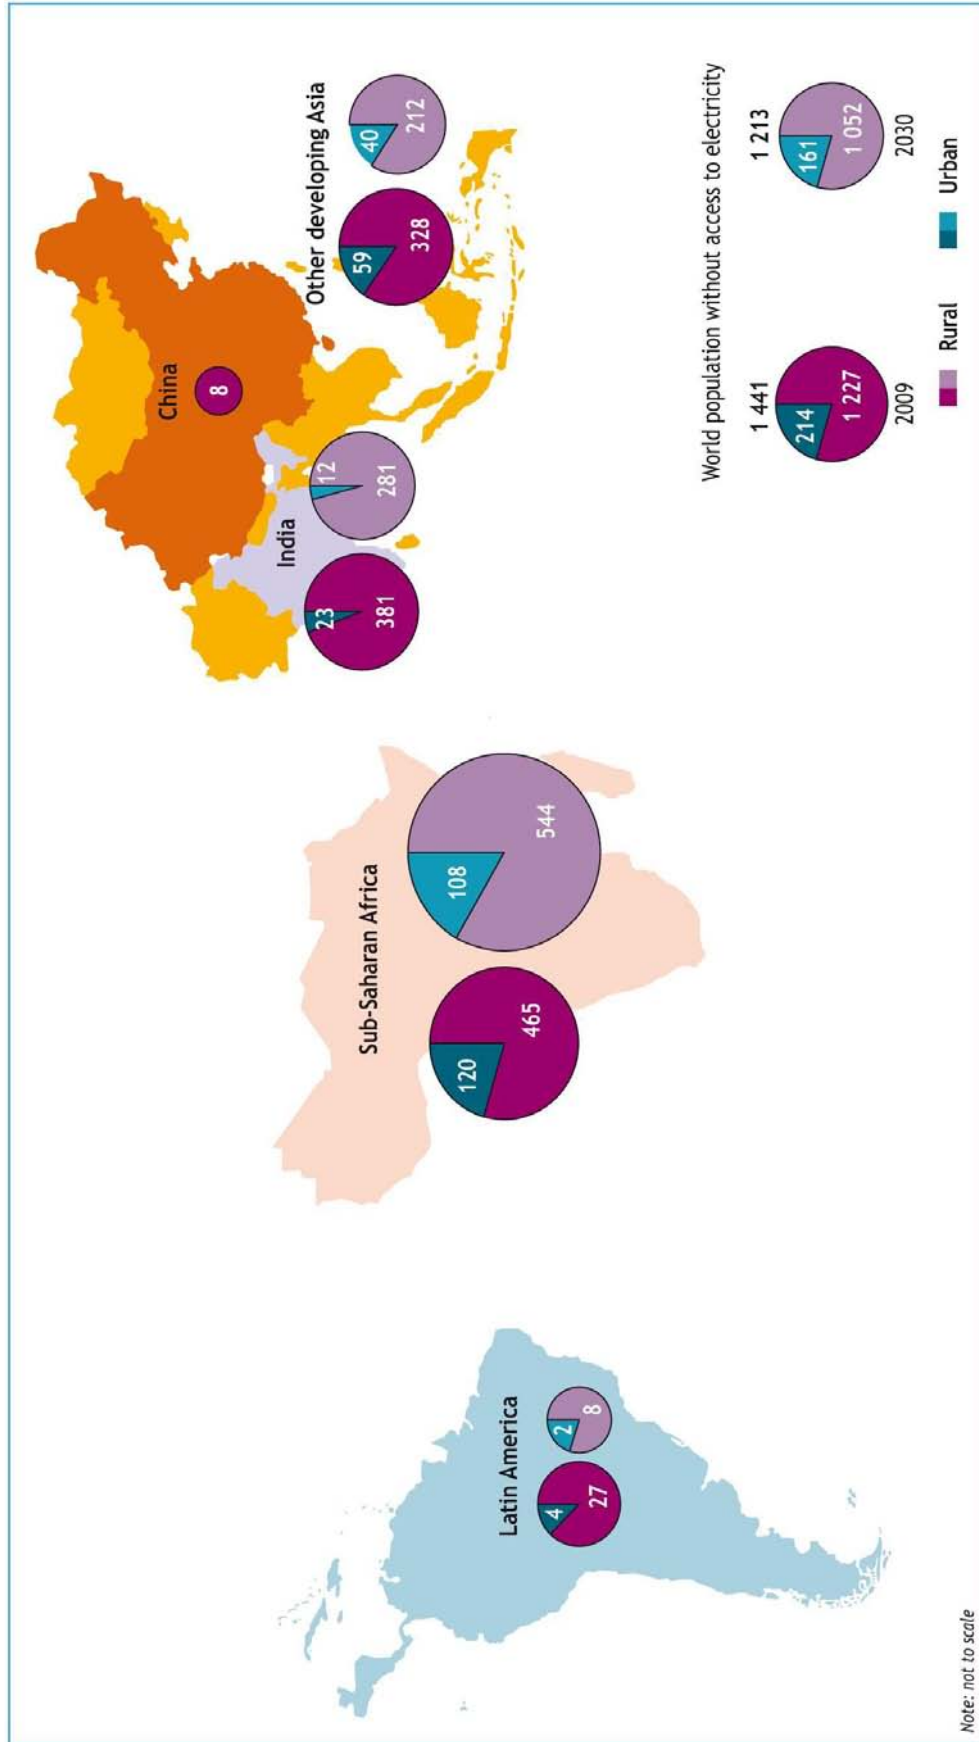 Latin America
4
27
2
8
Sub-Saharan Africa
120
465
108
544
India
23
381
12
281
China
8
Other developing Asia
59
328
40
212
World population without access to electricity
1 441
214
1 227
2009
1 213
161
1 052
2030
Rural
Urban
Note: not to scale